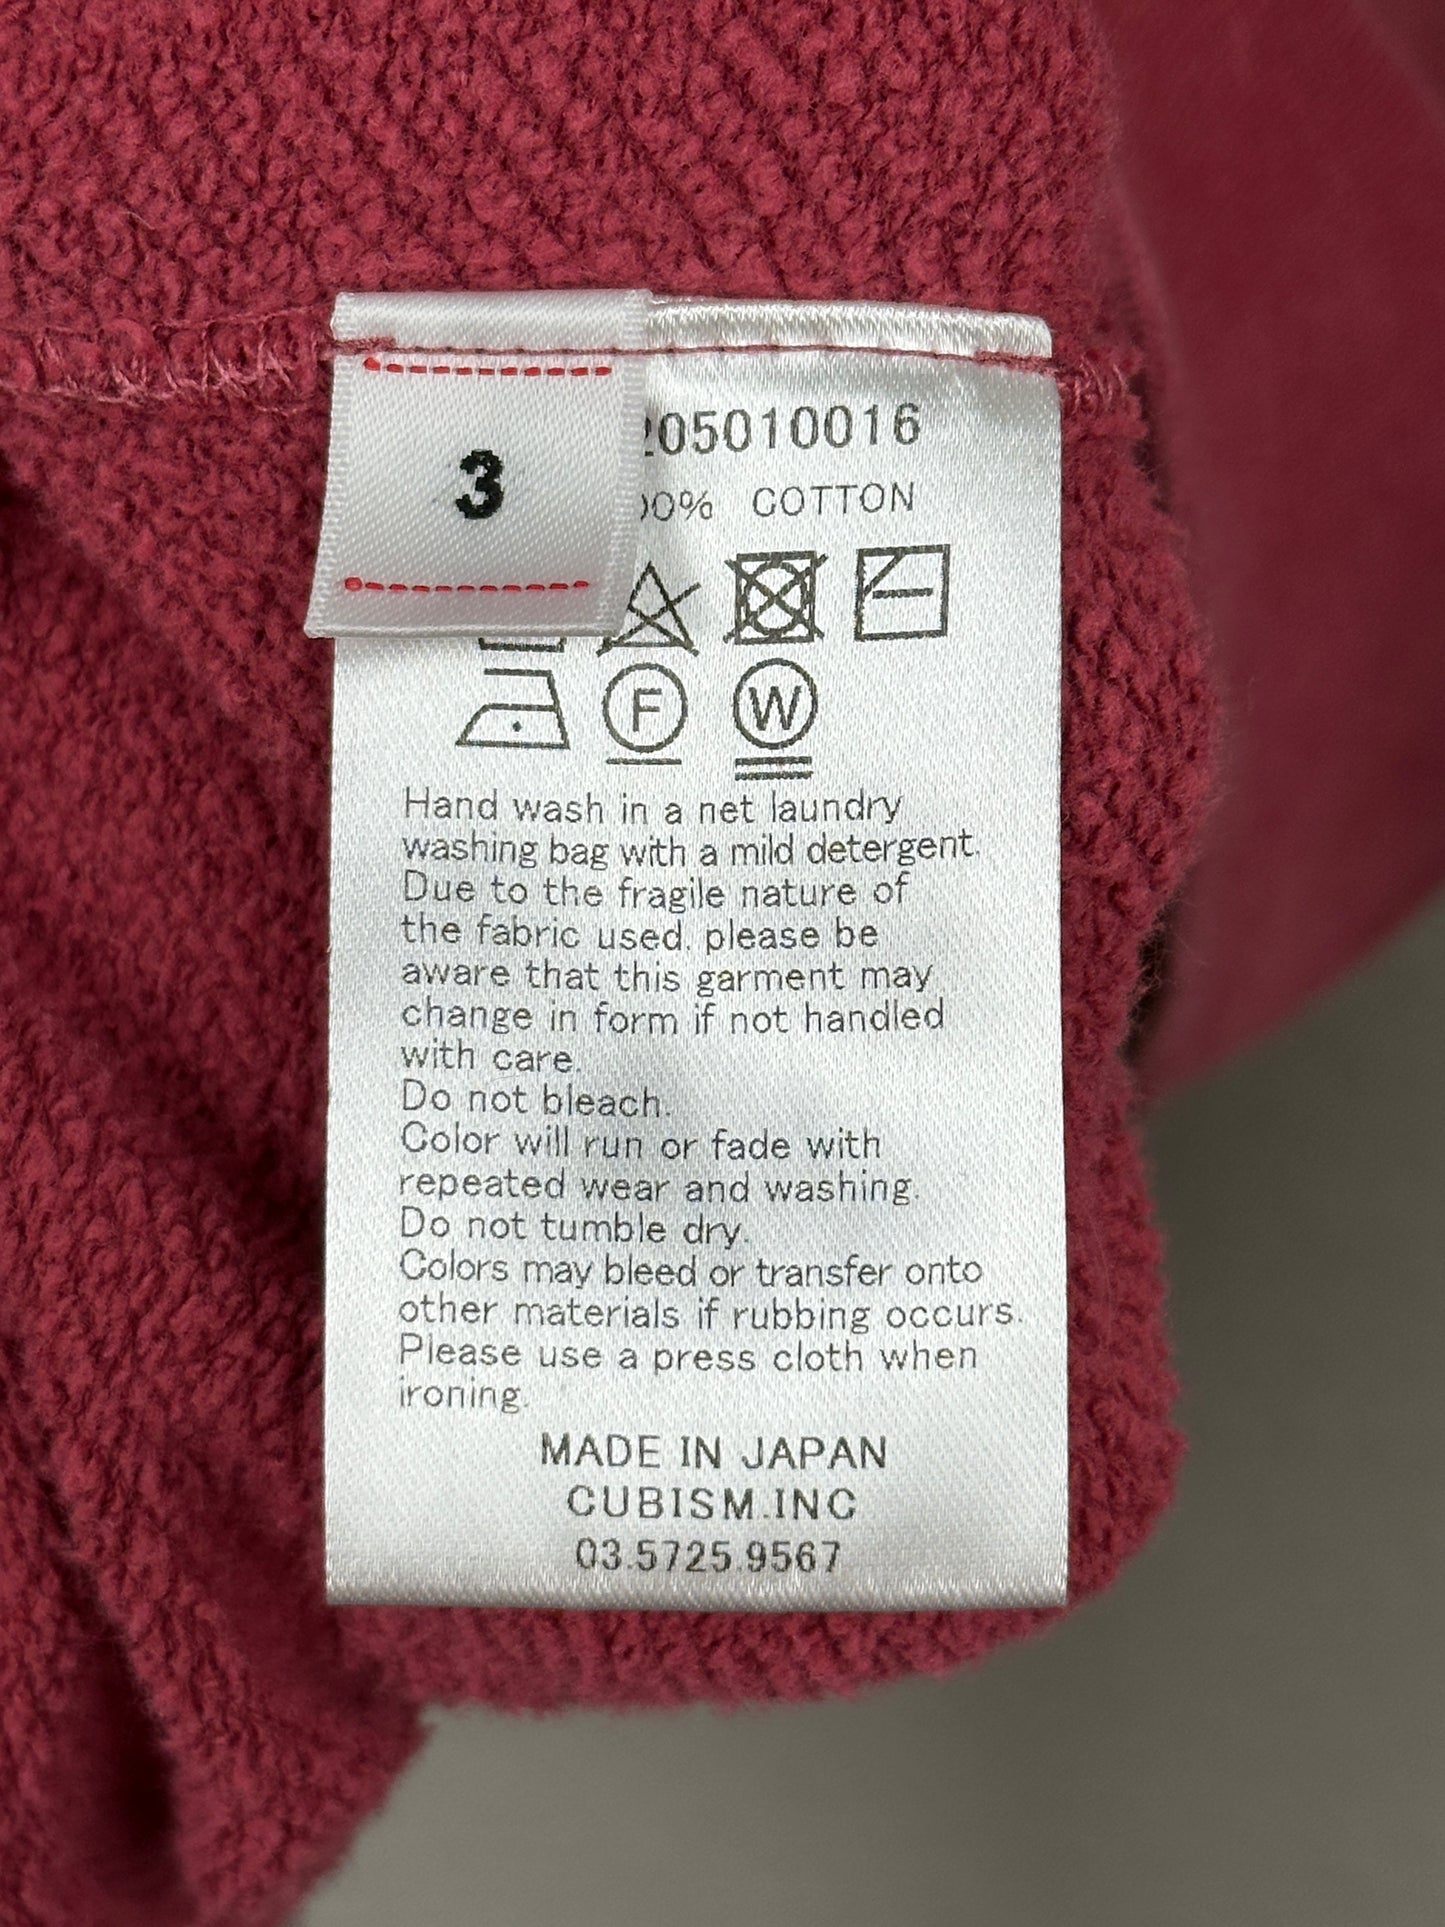 3
05010016
0% COTTON
F
W
Hand wash in a net laundry
washing bag with a mild detergent.
Due to the fragile nature of
the fabric used. please be
aware that this garment may
change in form if not handled
with care.
Do not bleach.
Color will run or fade with
repeated wear and washing.
Do not tumble dry.
Colors may bleed or transfer onto
other materials if rubbing occurs.
Please use a press cloth when
ironing.
MADE IN JAPAN
CUBISM.INC
03.5725.9567